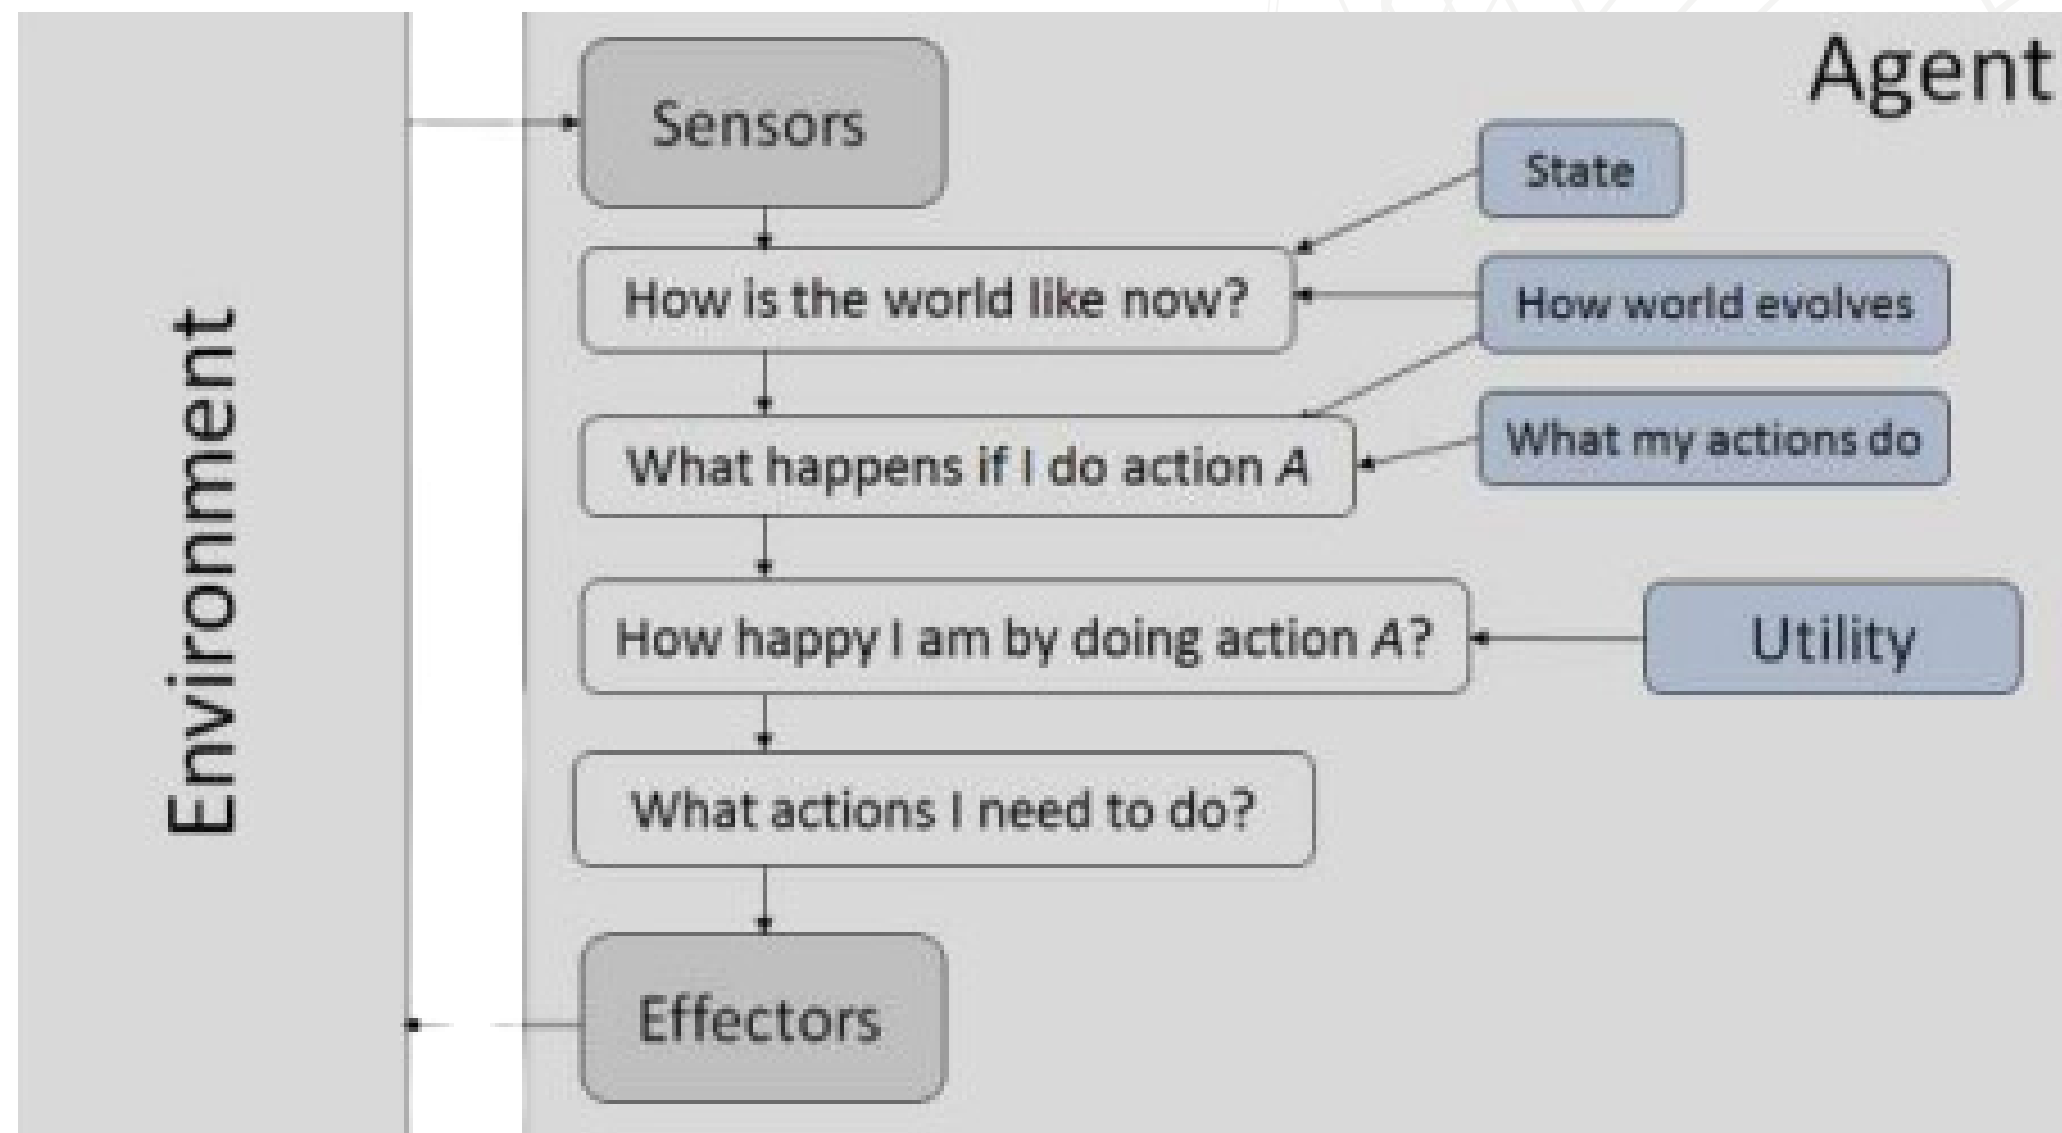 Agent
Environment
Sensors
State
How is the world like now?
How world evolves
What happens if I do action A
What my actions do
How happy I am by doing action A?
Utility
What actions I need to do?
Effectors